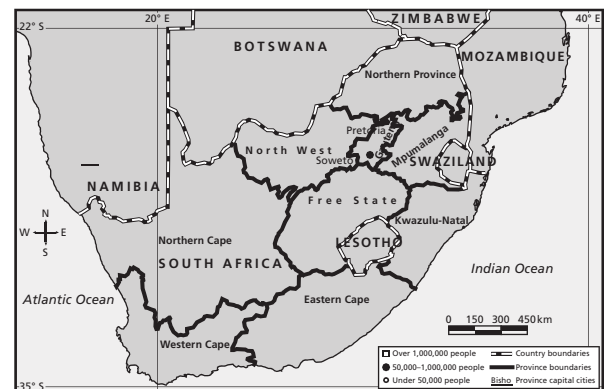 20° E
40° E
22° S
ZIMBABWE
BOTSWANA
MOZAMBIQUE
Northern Province
Pretoria
Gauteng
Mpumalanga
North West
Soweto
SWAZILAND
NAMIBIA
Free State
Kwazulu-Natal
N
W E
S
Northern Cape
LESOTHO
SOUTH AFRICA
Indian Ocean
Atlantic Ocean
Eastern Cape
Western Cape
0 150 300 450 km
Over 1,000,000 people
Country boundaries
50,000–1,000,000 people
Province boundaries
Under 50,000 people
Bisho Province capital cities
35° S